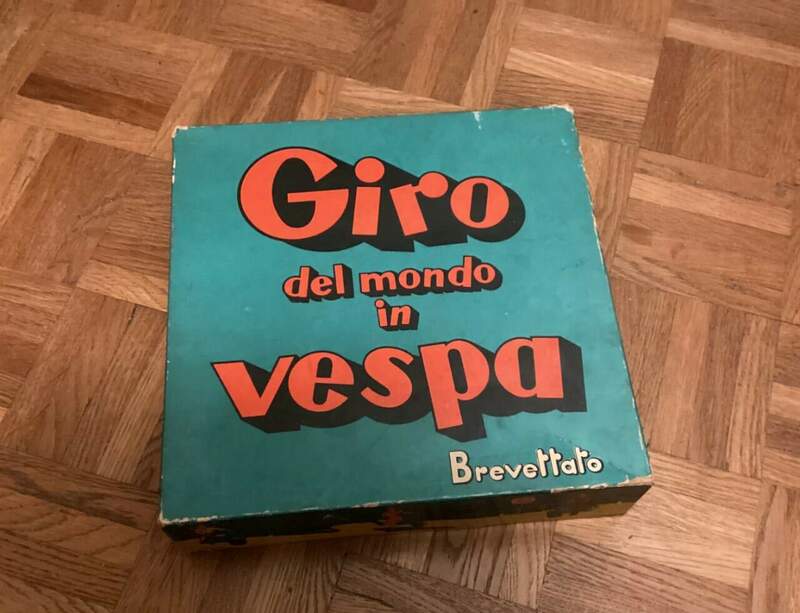 Giro
del mondo
in
vespa
Brevettato